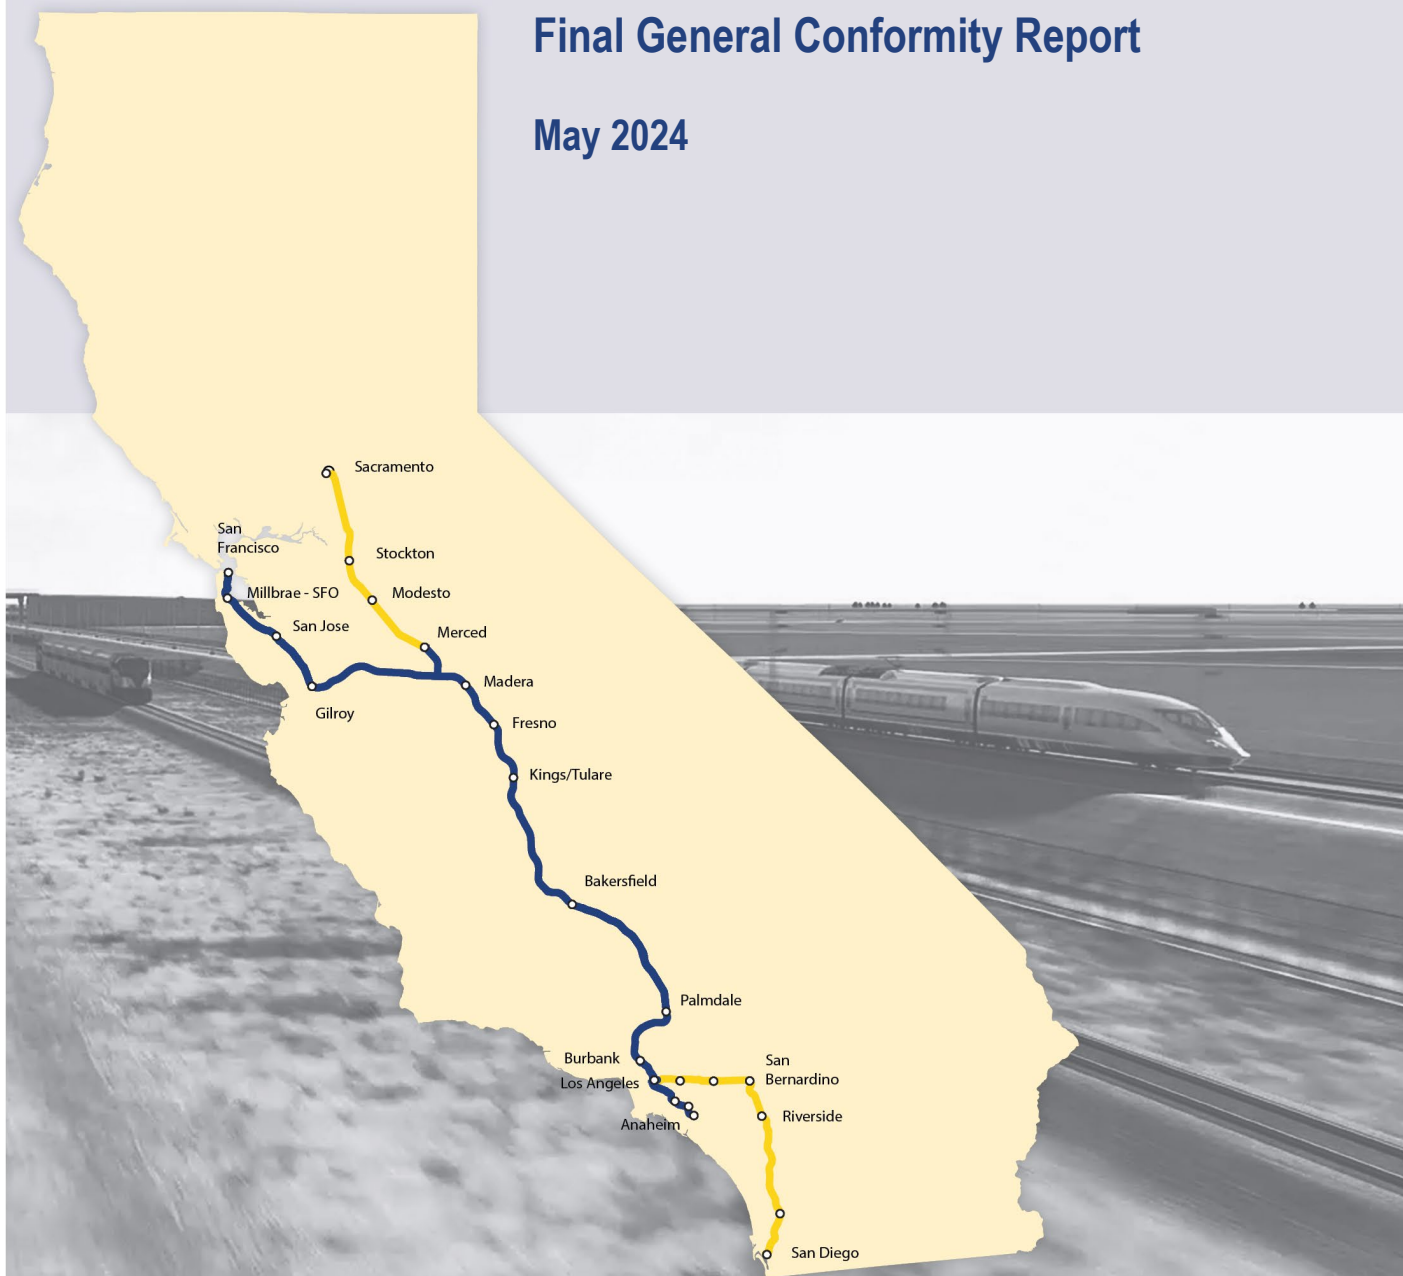 Final General Conformity Report
May 2024
Sacramento
San
Francisco
Stockton
Millbrae - SFO
Modesto
San Jose
Merced
Madera
Gilroy
Fresno
Kings/Tulare
Bakersfield
Palmdale
Burbank
San
Bernardino
Los Angeles
Riverside
Anaheim
San Diego